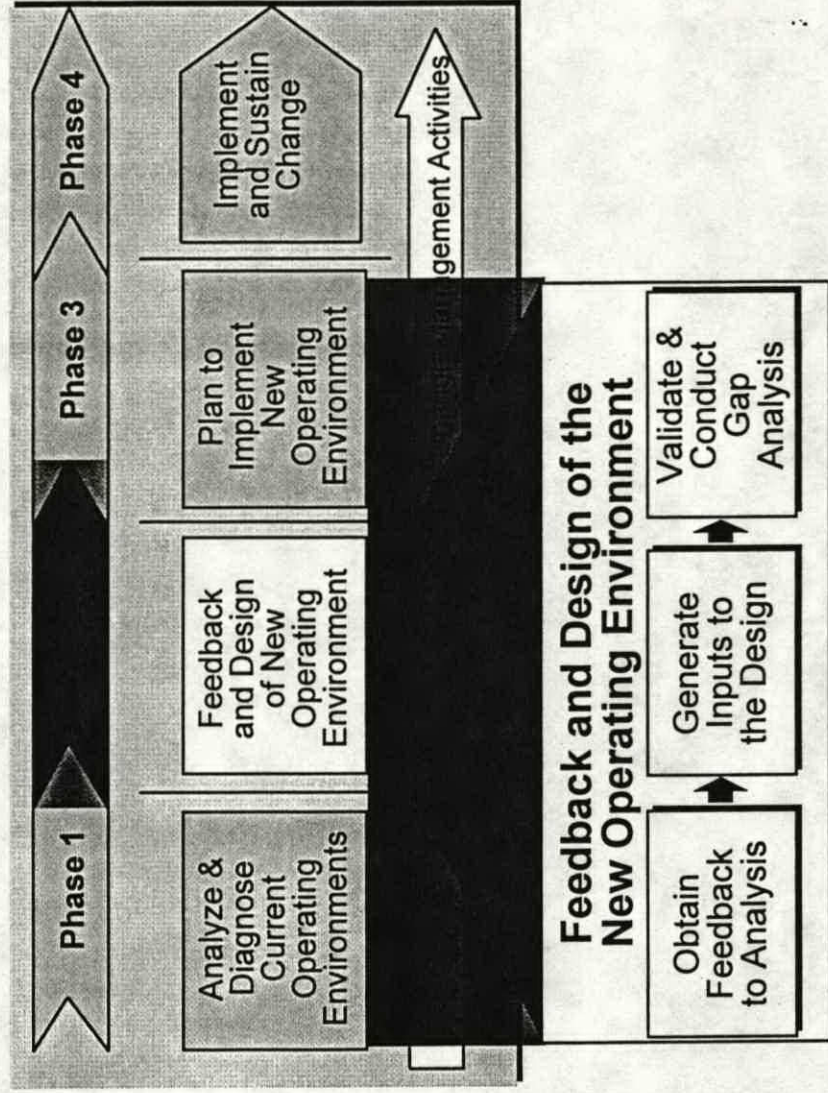 Phase 1
Phase 3
Phase 4
Analyze &
Diagnose
Current
Operating
Environments
Feedback
and Design
of New
Operating
Environment
Plan to
Implement
New
Operating
Environment
Implement
and Sustain
Change
gement Activities
Feedback and Design of the
New Operating Environment
Obtain
Feedback
to Analysis
Generate
Inputs to
the Design
Validate &
Conduct
Gap
Analysis